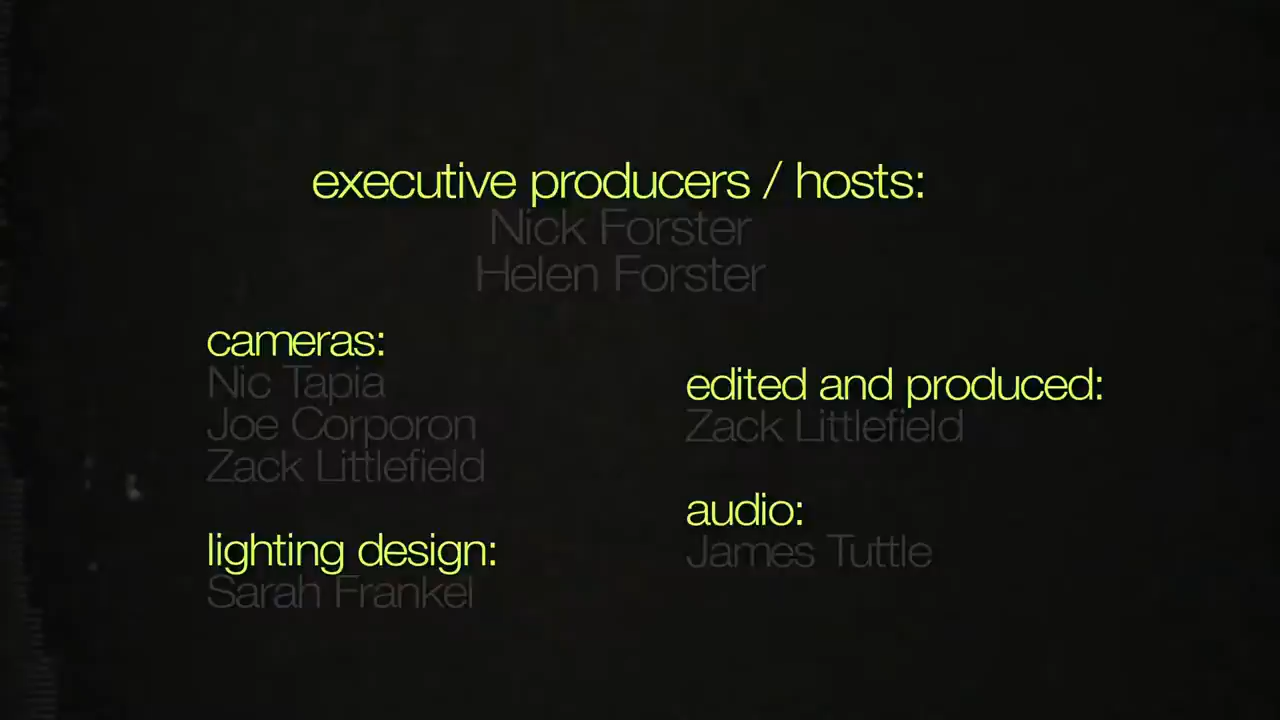 executive producers / hosts:
Nick Forster
Helen Forster
cameras:
Nic Tapia
Joe Corporon
Zack Littlefield
lighting design:
Sarah Frankel
edited and produced:
Zack Littlefield
audio:
James Tuttle